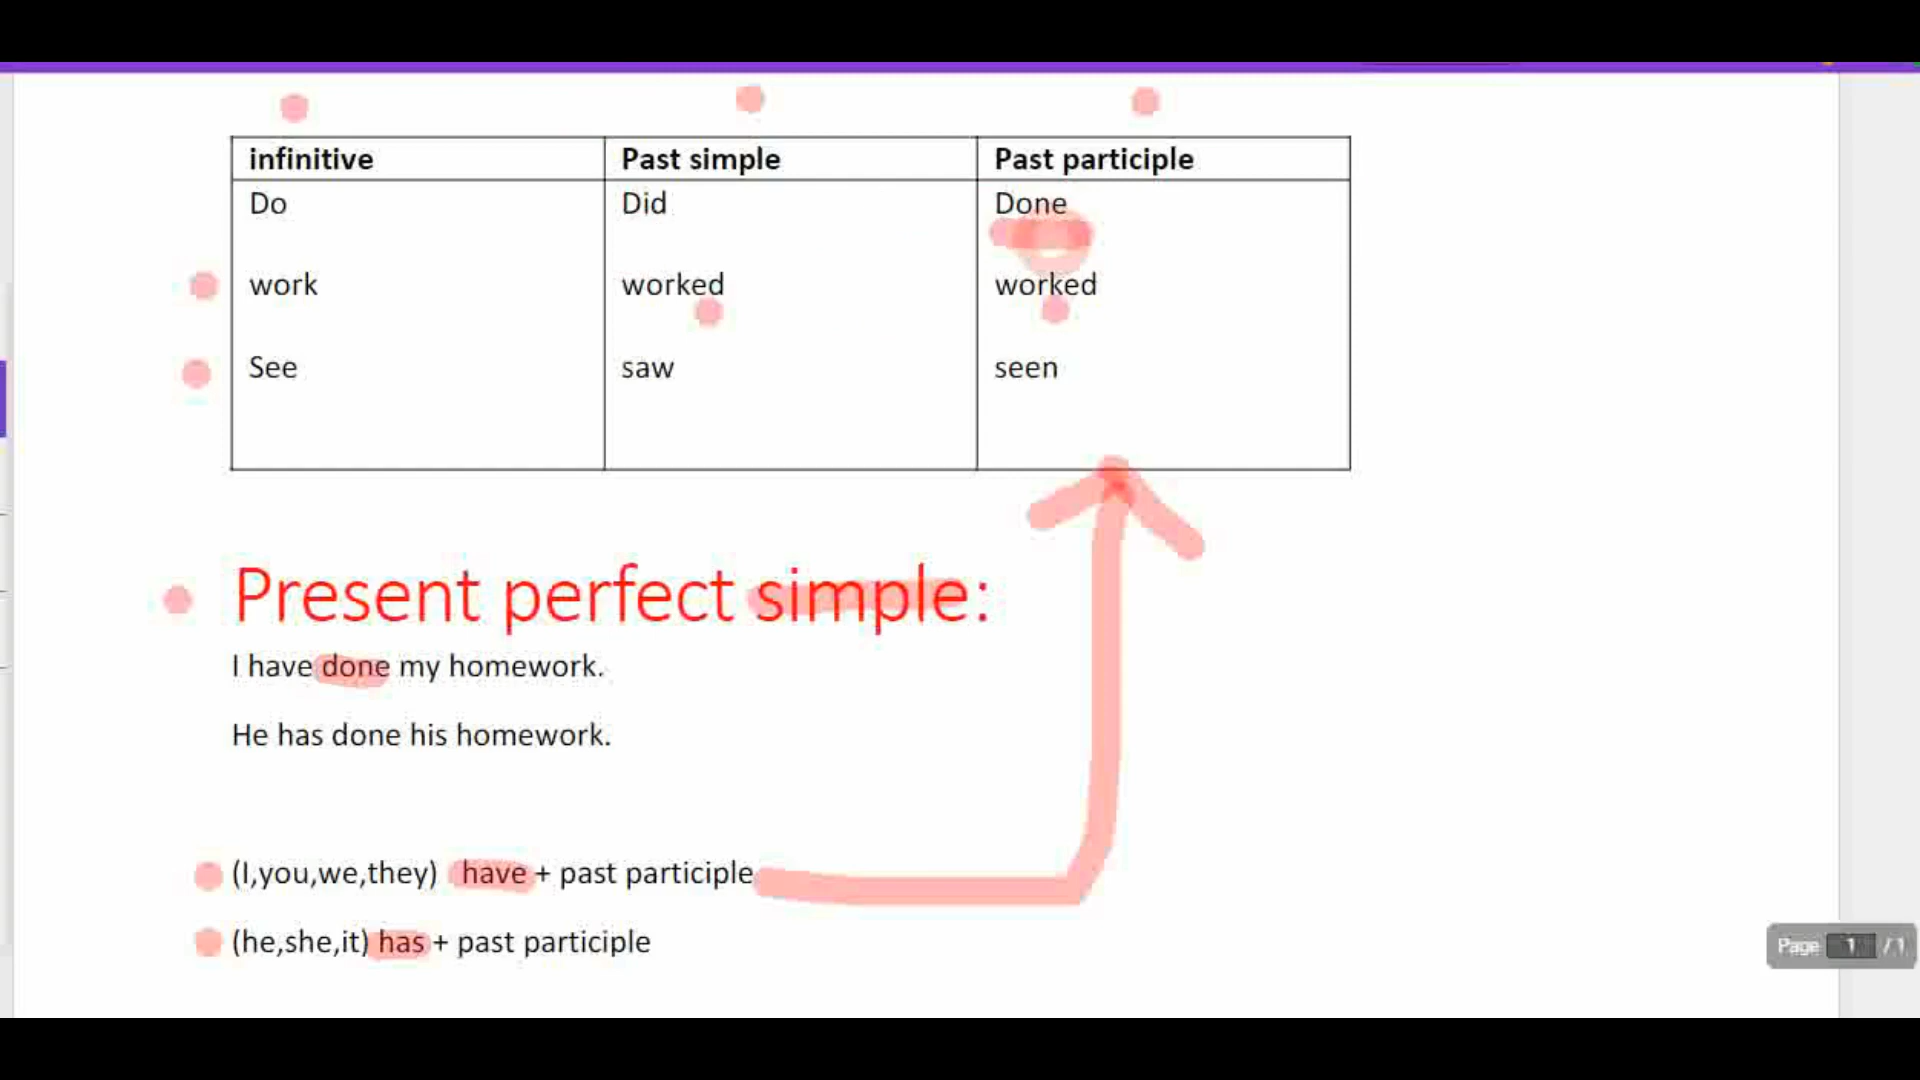 infinitive Past simple Past participle
Do Did Done
work worked worked
See saw seen
Present perfect simple:
I have done my homework.
He has done his homework.
(I,you,we,they) have + past participle
(he,she,it) has + past participle
Page 1 / 1